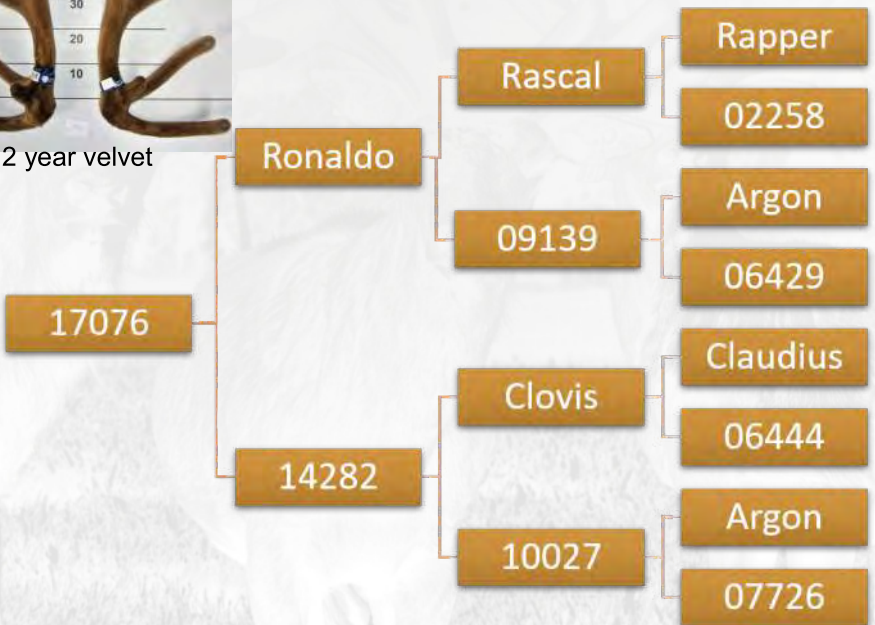 30
20
10
2 year velvet
17076
Ronaldo
14282
Rascal
09139
Clovis
10027
Rapper
02258
Argon
06429
Claudius
06444
Argon
07726